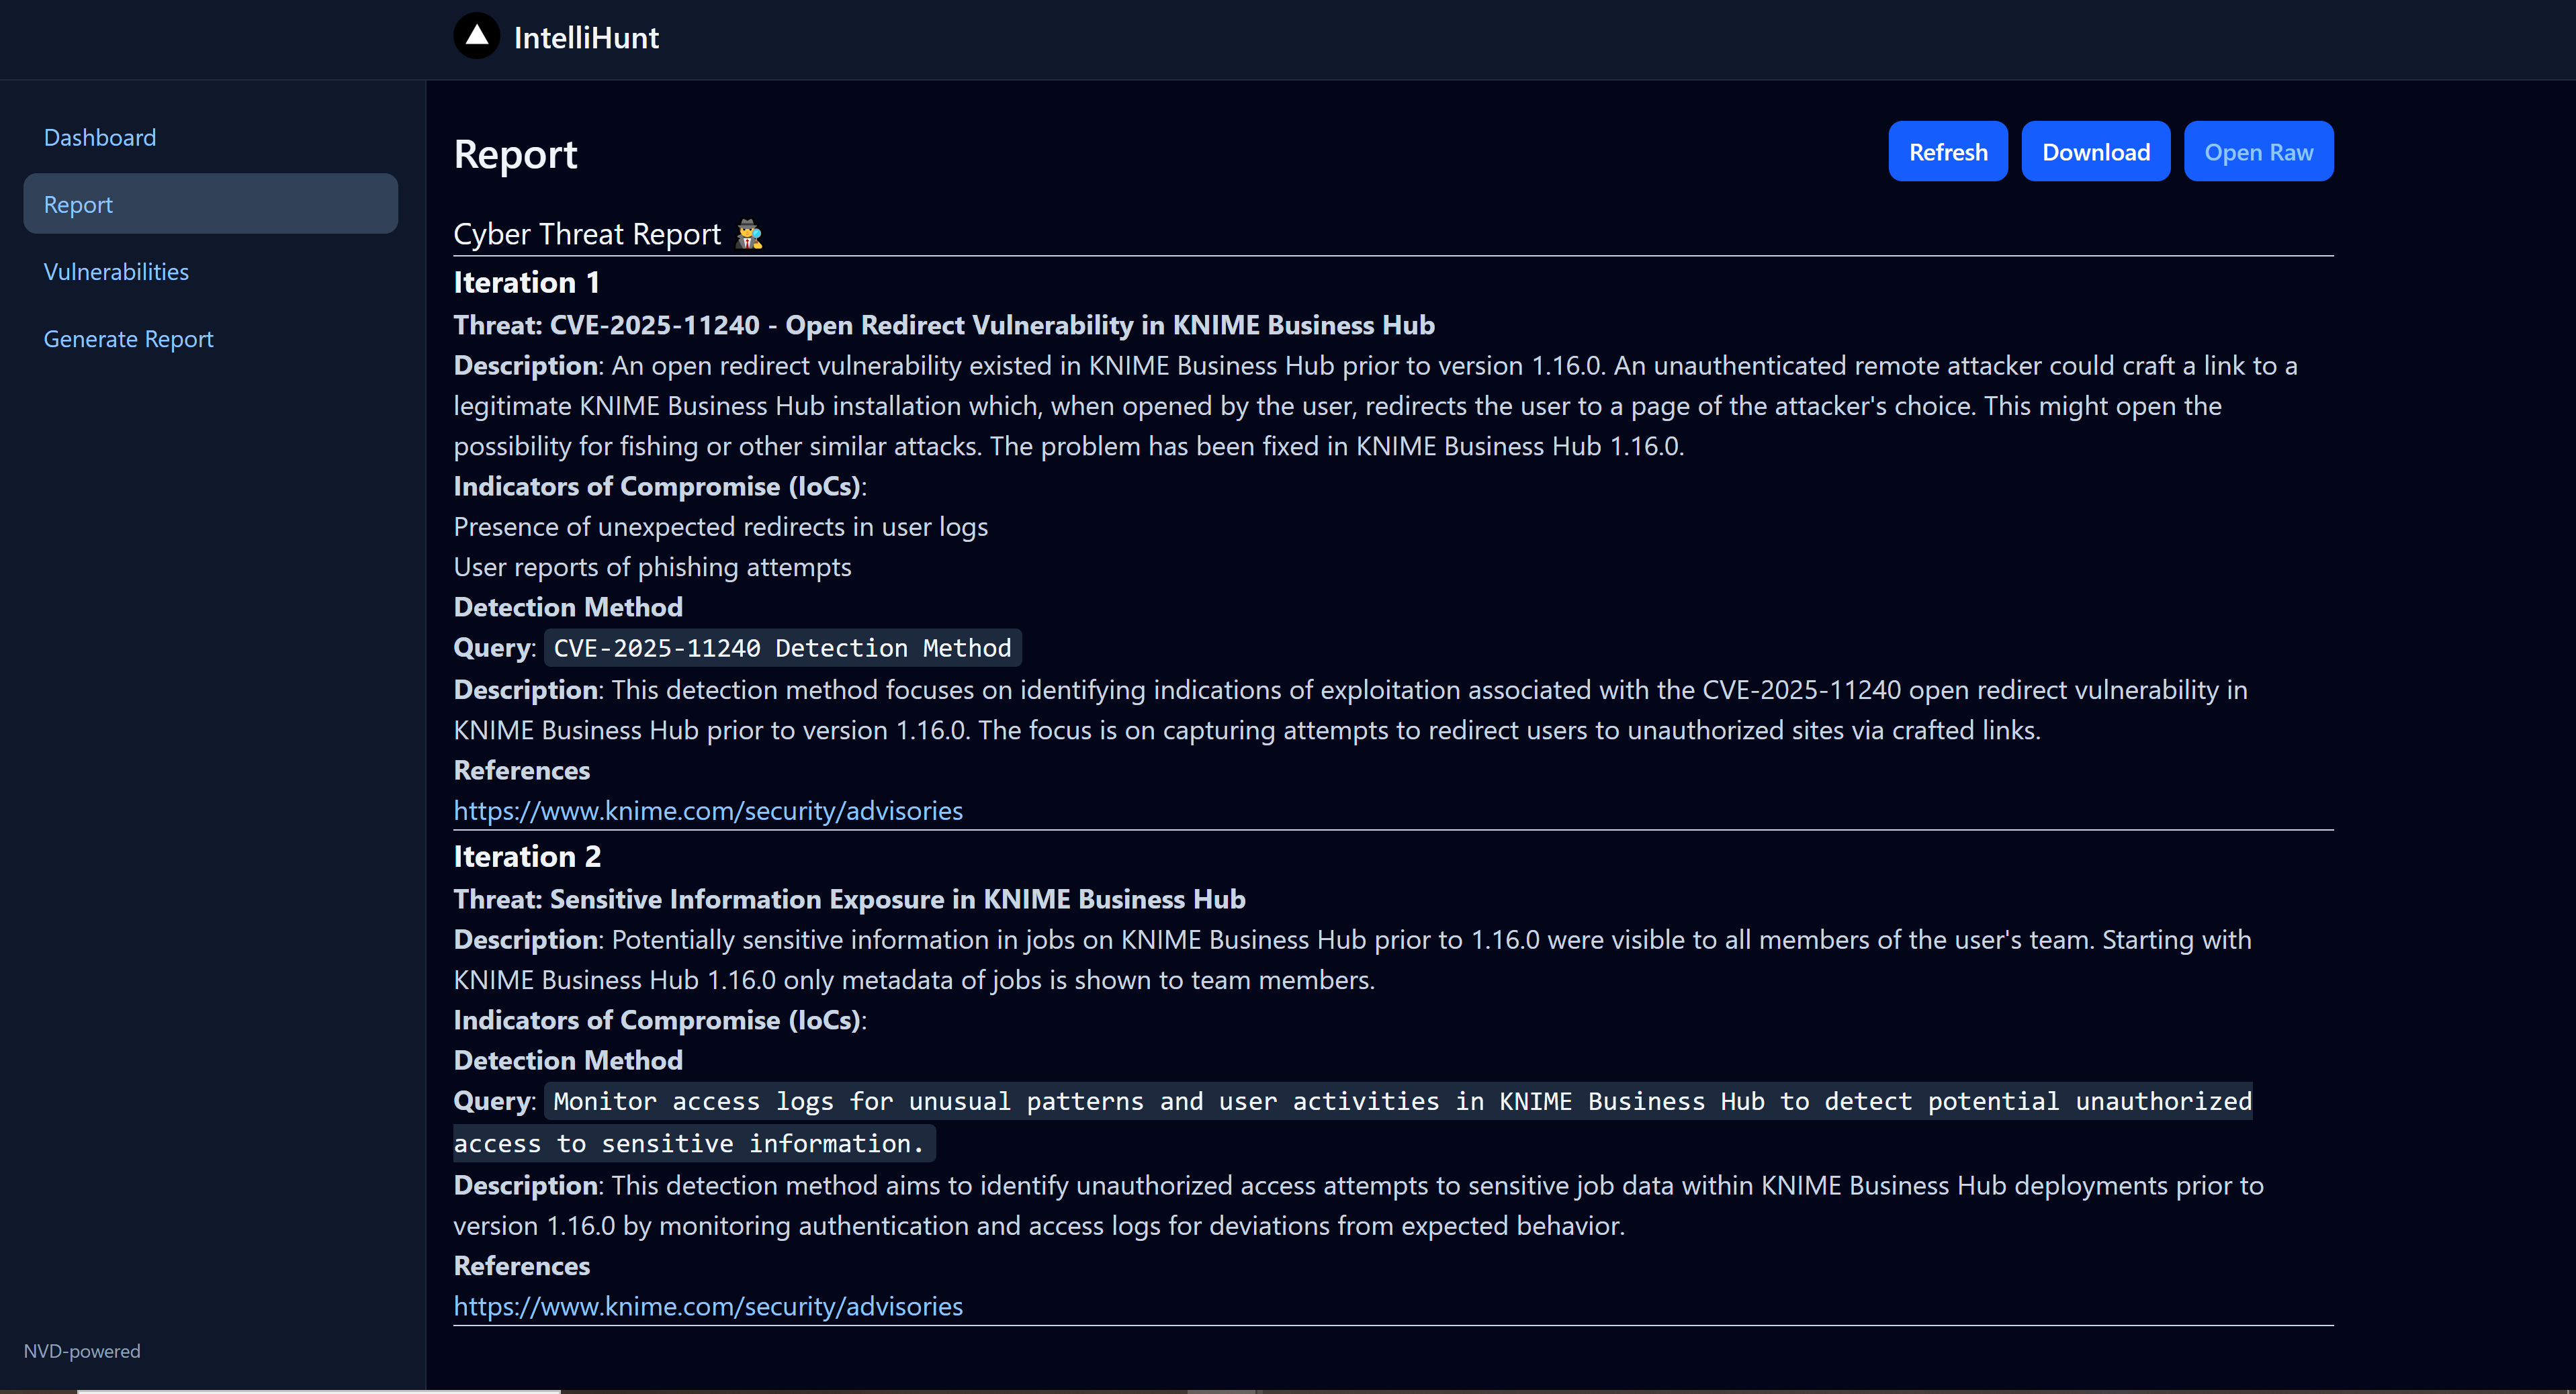 IntelliHunt
Dashboard
Report
Vulnerabilities
Generate Report
NVD-powered
Report
Refresh
Download
Open Raw
Cyber Threat Report 🕵️
Iteration 1
Threat: CVE-2025-11240 - Open Redirect Vulnerability in KNIME Business Hub
Description: An open redirect vulnerability existed in KNIME Business Hub prior to version 1.16.0. An unauthenticated remote attacker could craft a link to a
legitimate KNIME Business Hub installation which, when opened by the user, redirects the user to a page of the attacker's choice. This might open the
possibility for fishing or other similar attacks. The problem has been fixed in KNIME Business Hub 1.16.0.
Indicators of Compromise (IoCs):
Presence of unexpected redirects in user logs
User reports of phishing attempts
Detection Method
Query: CVE-2025-11240 Detection Method
Description: This detection method focuses on identifying indications of exploitation associated with the CVE-2025-11240 open redirect vulnerability in
KNIME Business Hub prior to version 1.16.0. The focus is on capturing attempts to redirect users to unauthorized sites via crafted links.
References
https://www.knime.com/security/advisories
Iteration 2
Threat: Sensitive Information Exposure in KNIME Business Hub
Description: Potentially sensitive information in jobs on KNIME Business Hub prior to 1.16.0 were visible to all members of the user's team. Starting with
KNIME Business Hub 1.16.0 only metadata of jobs is shown to team members.
Indicators of Compromise (IoCs):
Detection Method
Query: Monitor access logs for unusual patterns and user activities in KNIME Business Hub to detect potential unauthorized
access to sensitive information.
Description: This detection method aims to identify unauthorized access attempts to sensitive job data within KNIME Business Hub deployments prior to
version 1.16.0 by monitoring authentication and access logs for deviations from expected behavior.
References
https://www.knime.com/security/advisories